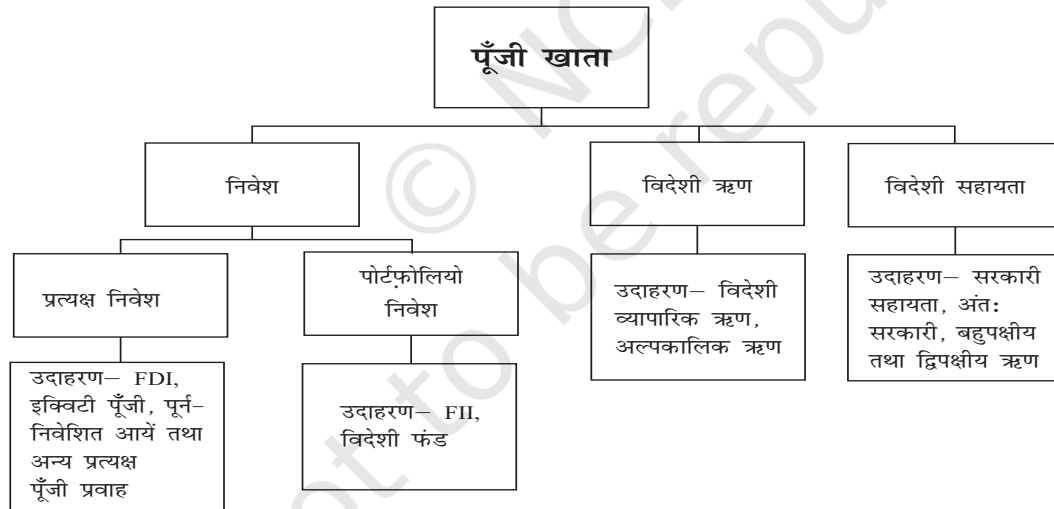 पूँजी खाता
निवेश
विदेशी ऋण
विदेशी सहायता
प्रत्यक्ष निवेश
पोर्टफ़ोलियो
निवेश
उदाहरण– विदेशी
व्यापारिक ऋण,
अल्पकालिक ऋण
उदाहरण– सरकारी
सहायता, अंत:
सरकारी, बहुपक्षीय
तथा द्विपक्षीय ऋण
उदाहरण– FDI,
इक्विटी पूँजी, पूर्न–
निवेशित आयें तथा
अन्य प्रत्यक्ष
पूँजी प्रवाह
उदाहरण– FII,
विदेशी फंड